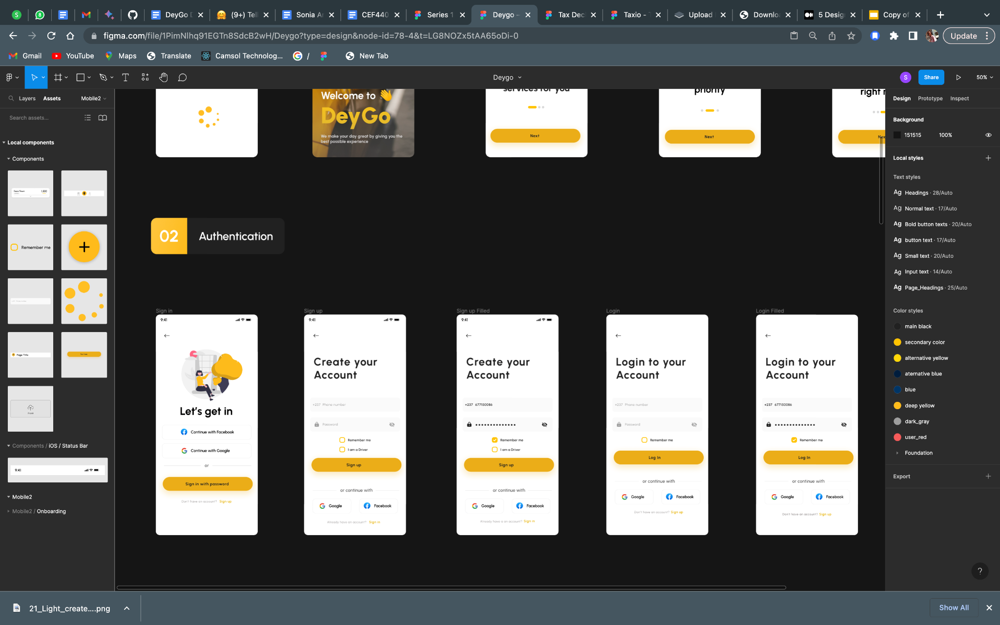 DeyGo
(9+) Tel
Sonia A
CEF440
Series 1
Deygo –
Tax Dec
Taxio -
Upload
Downlo
5 Desig
Copy of
figma.com/file/1PimNlhq91EGTn8SdcB2wH/Deygo?type=design&node-id=78-4&t=LG8NOZx5tAA65oDi-0
Update
Gmail
YouTube
Maps
Translate
Camsol Technolog...
/
New Tab
Deygo
S
Share
50%
Layers
Assets
Mobile2
Search assets...
Local components
Components
Remember me
Page Title
Front
Components / iOS / Status Bar
9:41
Mobile2
Mobile2 / Onboarding
Welcome to 👋
DeyGo
We make your day great by giving you the
best possible experience
services for you
Next
priority
Next
right
Nex
02
Authentication
Sign in
9:41
Let's get in
Continue with Facebook
Continue with Google
or
Sign in with password
Don't have an account? Sign up
Sign up
9:41
Create your
Account
+237 Phone number
Password
Remember me
I am a Driver
Sign up
or continue with
Google
Facebook
Already have an account? Sign in
Sign up Filled
9:41
Create your
Account
+237 677150086
Remember me
I am a Driver
Sign up
or continue with
Google
Facebook
Already have a an account? Sign in
Login
Login to your
Account
+237 Phone number
Password
Remember me
Log In
or continue with
Google
Facebook
Don't have an account? Sign up
Login Filled
Login to your
Account
+237 677150086
Remember me
Log In
or continue with
Google
Facebook
Don't have an account? Sign up
Design
Prototype
Inspect
Background
151515
100%
Local styles
Text styles
Ag Headings · 28/Auto
Ag Normal text · 17/Auto
Ag Bold button texts · 20/Auto
Ag button text · 17/Auto
Ag Small text · 20/Auto
Ag Input text · 14/Auto
Ag Page_Headings · 25/Auto
Color styles
main black
secondary color
alternative yellow
aternative blue
blue
deep yellow
dark_gray
user_red
Foundation
Export
?
21_Light_create....png
Show All